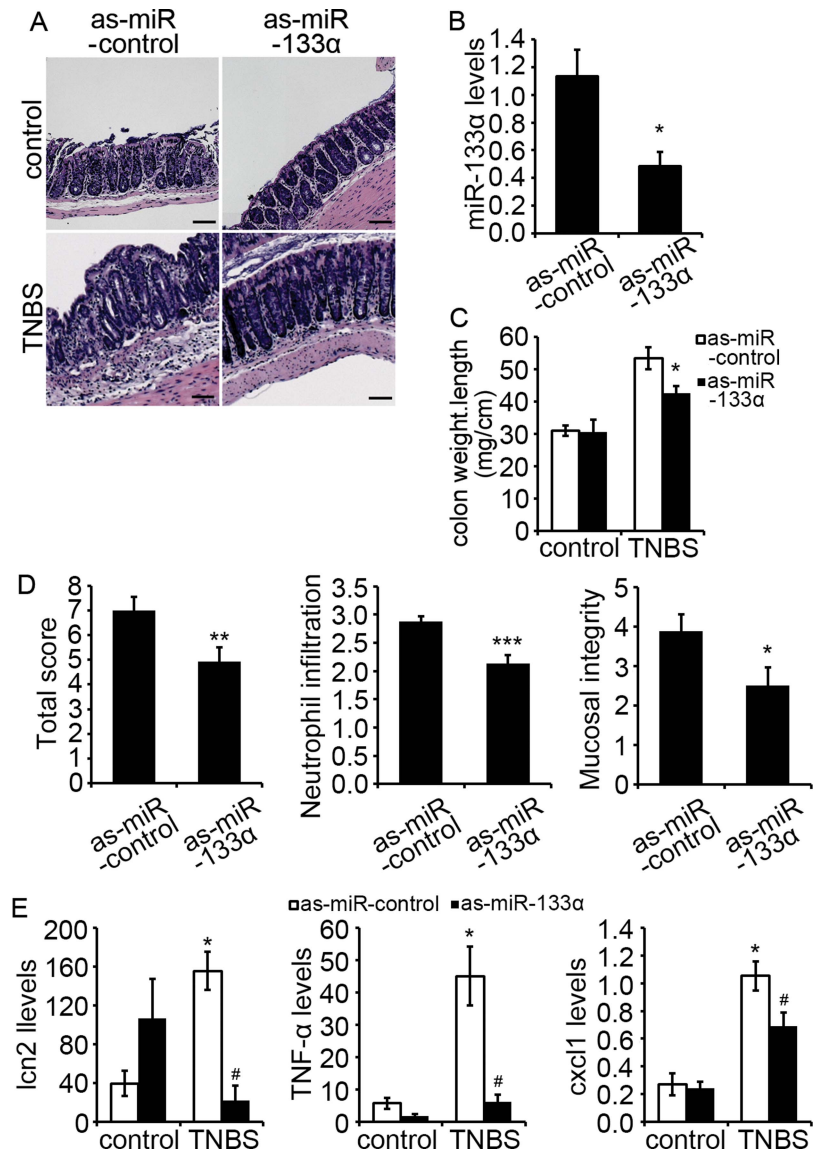 A
as-miR
-control
as-miR
-133α
control
TNBS
B
miR-133α levels
1.4
1.2
1.0
0.8
0.6
0.4
0.2
0.0
*
as-miR
-control
as-miR
-133α
C
colon weight.length
(mg/cm)
60
50
40
30
20
10
0
*
control
TNBS
as-miR
-control
as-miR
-133α
D
Total score
8
7
6
5
4
3
2
1
0
**
as-miR
-control
as-miR
-133α
Neutrophil infiltration
3.5
3.0
2.5
2.0
1.5
1.0
0.5
0.0
***
as-miR
-control
as-miR
-133α
Mucosal integrity
5
4
3
2
1
0
*
as-miR
-control
as-miR
-133α
E
as-miR-control
as-miR-133α
lcn2 llevels
200
160
120
80
40
0
*
#
control
TNBS
TNF-α levels
60
50
40
30
20
10
0
*
#
control
TNBS
cxcl1 levels
1.4
1.2
1.0
0.8
0.6
0.4
0.2
0.0
*
#
control
TNBS